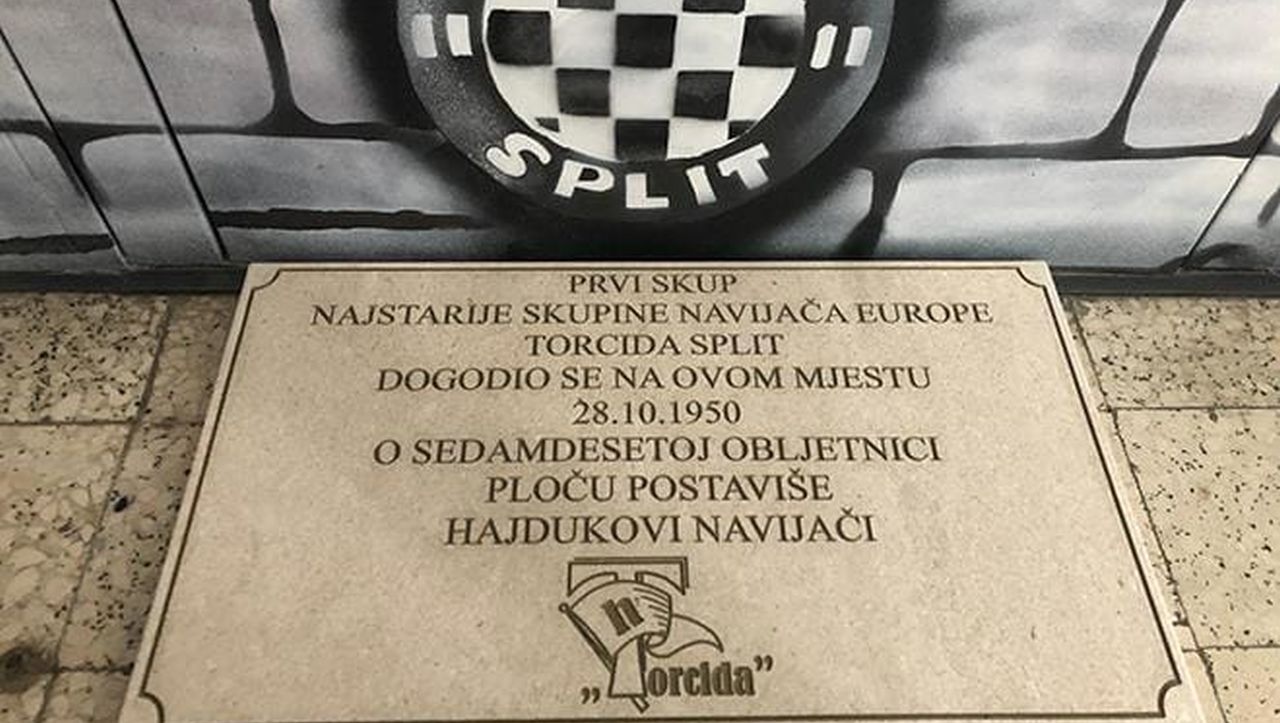 SPLIT
PRVI SKUP
NAJSTARIJE SKUPINE NAVIJAČA EUROPE
TORCIDA SPLIT
DOGODIO SE NA OVOM MJESTU
28.10.1950
O SEDAMDESETOJ OBLJETNICI
PLOČU POSTAVIŠE
HAJDUKOVI NAVIJAČI
h
„Torcida”